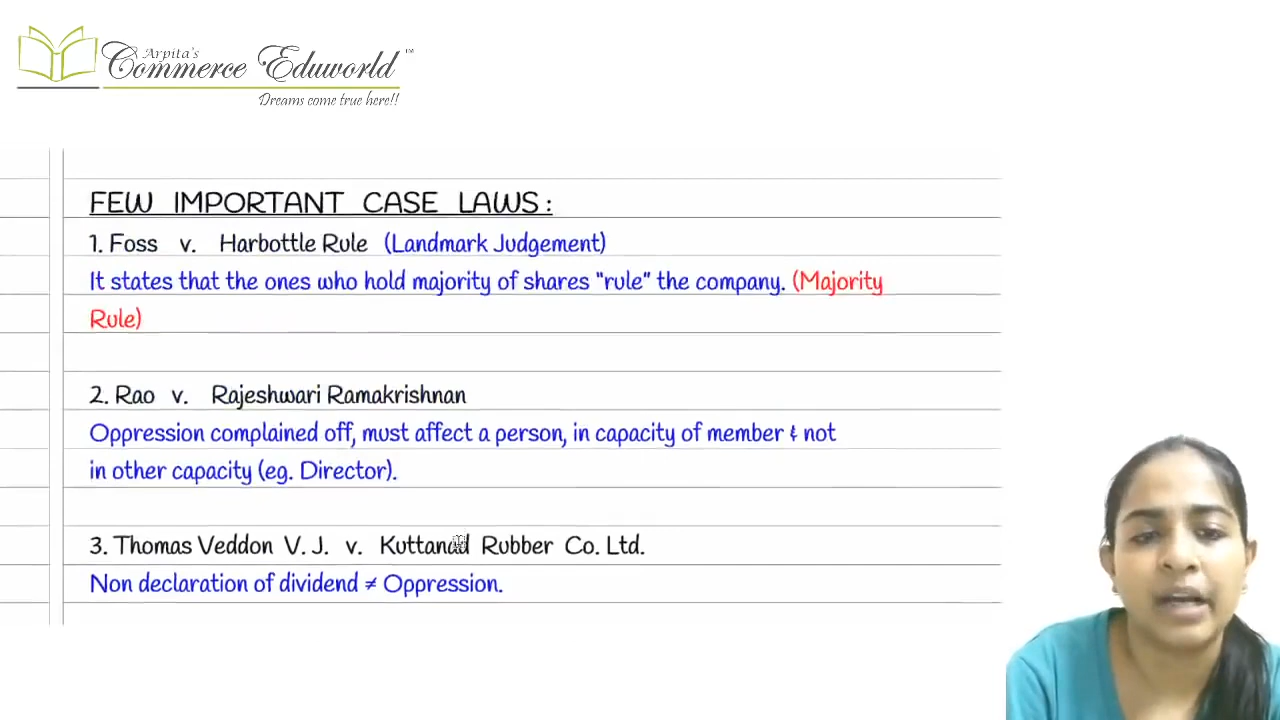 Arpita's
Commerce Eduworld™
Dreams come true here!!
FEW IMPORTANT CASE LAWS:
1. Foss v. Harbottle Rule (Landmark Judgement)
It states that the ones who hold majority of shares "rule" the company. (Majority
Rule)
2. Rao v. Rajeshwari Ramakrishnan
Oppression complained off, must affect a person, in capacity of member & not
in other capacity (eg. Director).
3. Thomas Veddon V. J. v. Kuttanad Rubber Co. Ltd.
Non declaration of dividend ≠ Oppression.